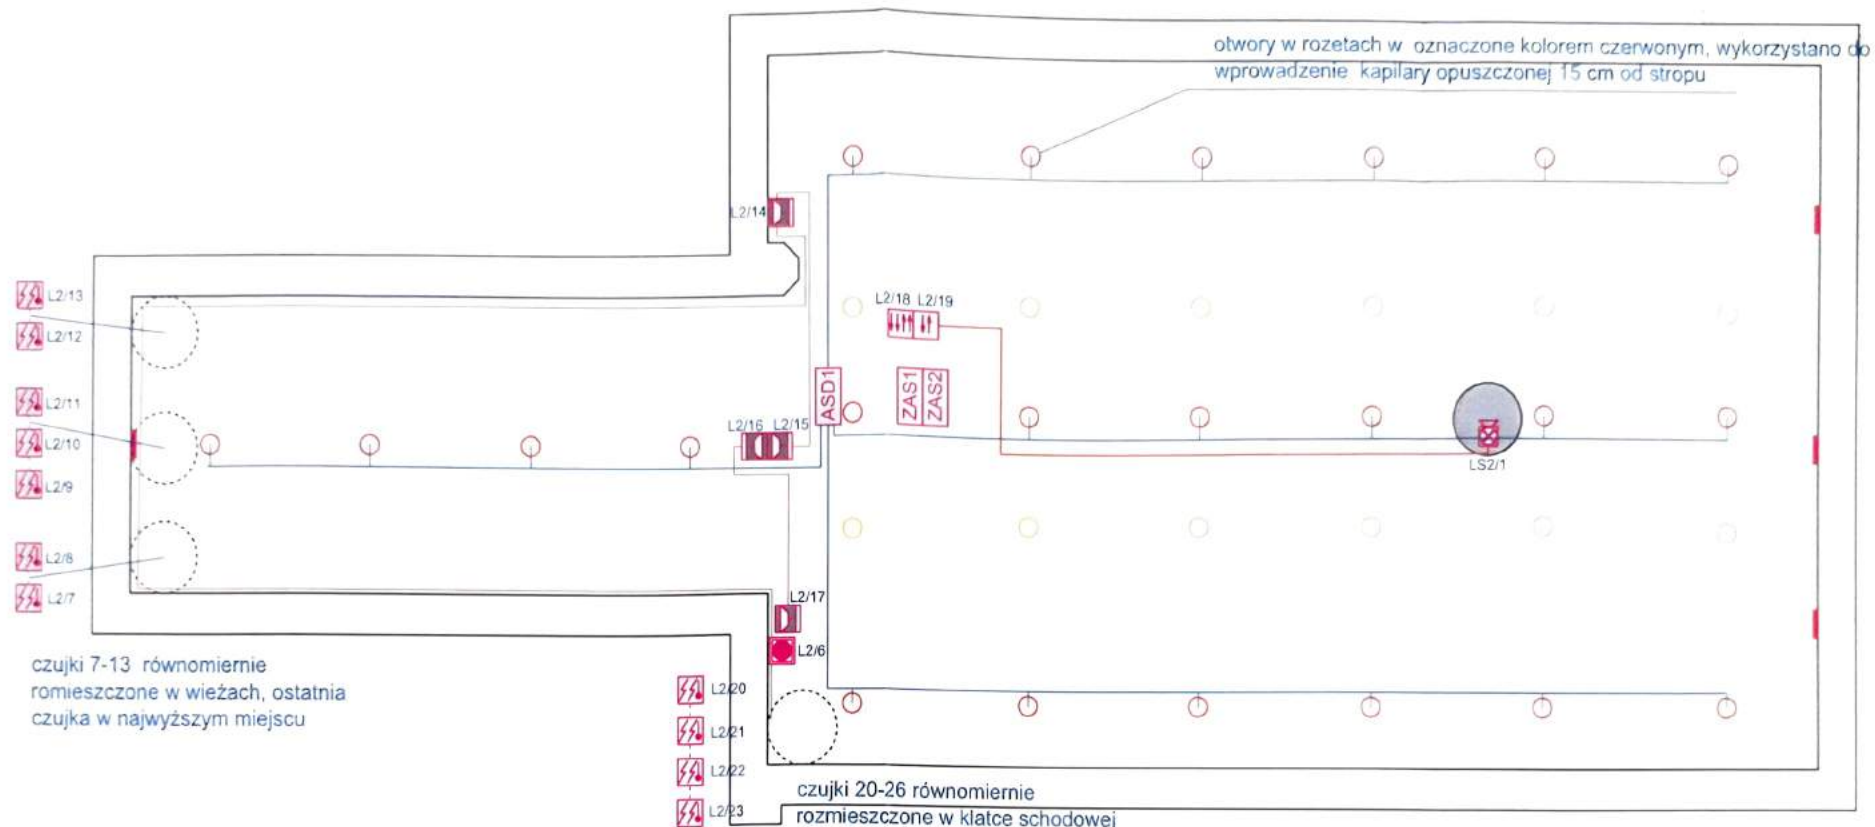 otwory w rozetach w oznaczone kolorem czerwonym, wykorzystano do
wprowadzenie kapilary opuszczonej 15 cm od stropu
L2/14
L2/13
L2/12
L2/18 L2/19
L2/11
L2/10
L2/9
ASD1
ZAS1
ZAS2
L2/16 L2/15
LS2/1
L2/8
L2/7
L2/17
L2/6
czujki 7-13 równomiernie
romieszczone w wieżach, ostatnia
czujka w najwyższym miejscu
L2/20
L2/21
L2/22
L2/23
czujki 20-26 równomiernie
rozmieszczone w klatce schodowej